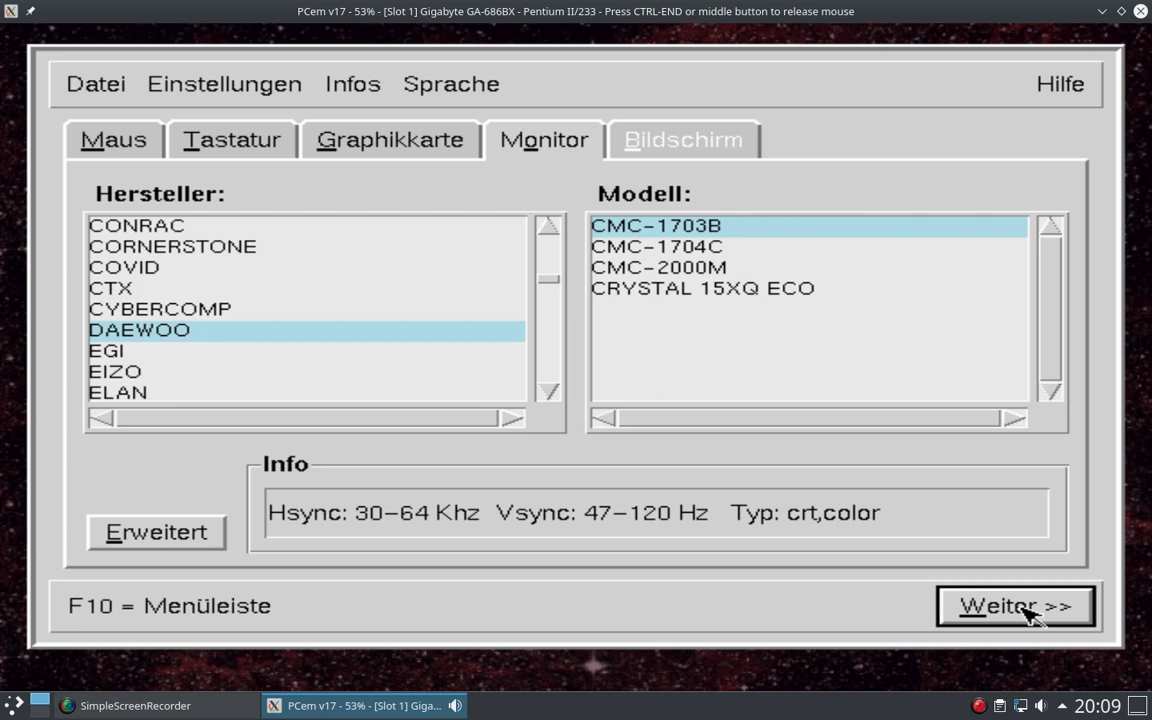 PCem v17 - 53% - [Slot 1] Gigabyte GA-686BX - Pentium II/233 - Press CTRL-END or middle button to release mouse
Datei Einstellungen Infos Sprache Hilfe
Maus Tastatur Graphikkarte Monitor Bildschirm
Hersteller: Modell:
CONRAC CMC-1703B
CORNERSTONE CMC-1704C
COVID CMC-2000M
CTX CRYSTAL 15XQ ECO
CYBERCOMP
DAEWOO
EGI
EIZO
ELAN
Info
Hsync: 30-64 Khz Vsync: 47-120 Hz Typ: crt,color
Erweitert
F10 = Menüleiste Weiter >>
SimpleScreenRecorder PCem v17 - 53% - [Slot 1] Giga... 20:09